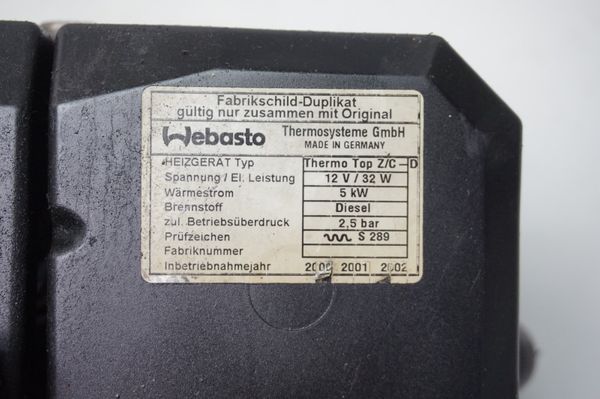 Fabrikschild-Duplikat
gültig nur zusammen mit Original
Webasto Thermosysteme GmbH
MADE IN GERMANY
HEIZGERÄT Typ Thermo Top Z/C-D
Spannung / El. Leistung 12 V / 32 W
Wärmestrom 5 kW
Brennstoff Diesel
zul. Betriebsüberdruck 2,5 bar
Prüfzeichen S 289
Fabriknummer
Inbetriebnahmejahr 2000 2001 2002